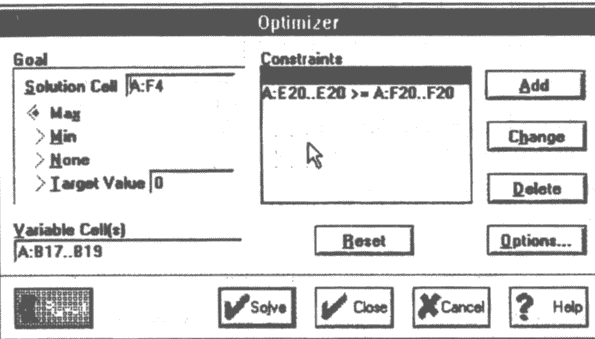 Optimizer
Goal
Solution Cell A:F4
Max
Min
None
Target Value 0
Variable Cell(s)
A:B17..B19
Constraints
A:E20..E20 >= A:F20..F20
Add
Change
Delete
Reset
Options...
Solve
Close
Cancel
? Help